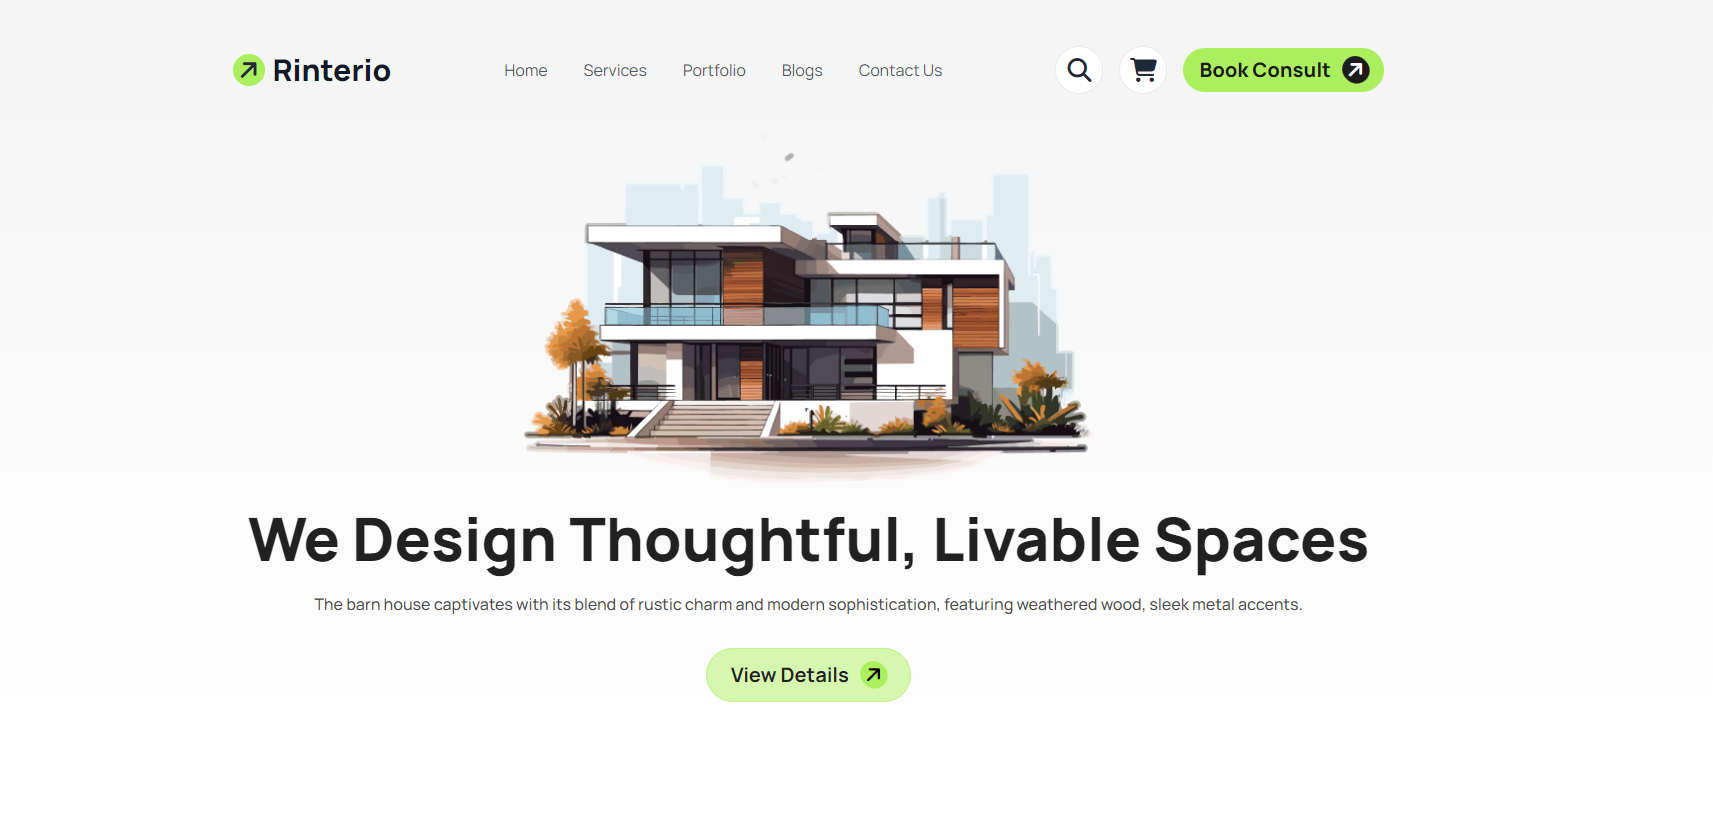 Rinterio
Home Services Portfolio Blogs Contact Us
Book Consult
We Design Thoughtful, Livable Spaces
The barn house captivates with its blend of rustic charm and modern sophistication, featuring weathered wood, sleek metal accents.
View Details